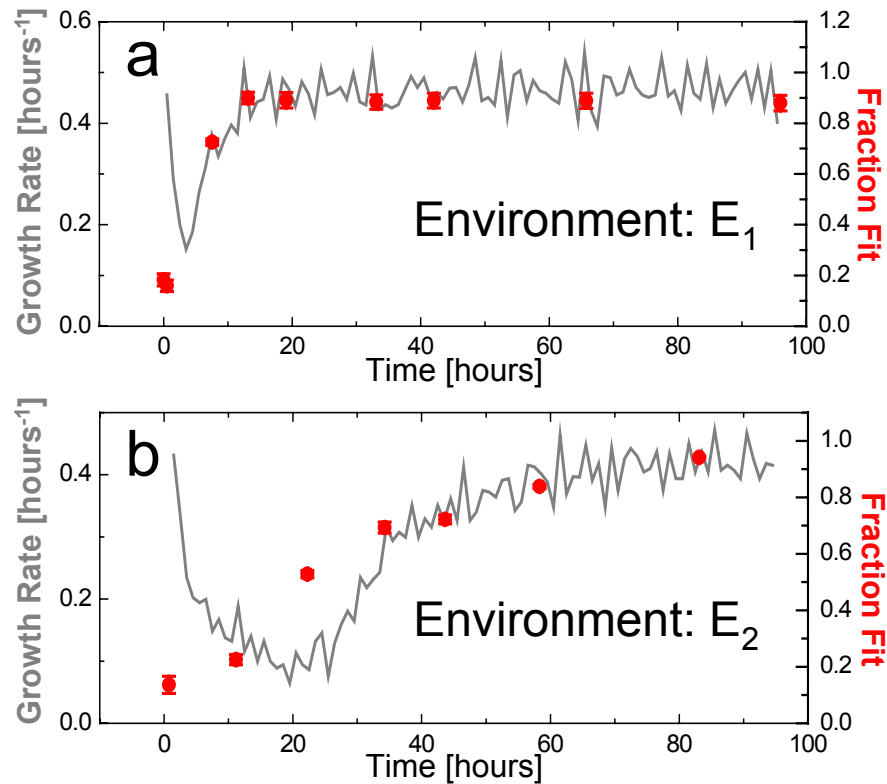 a
Growth Rate [hours⁻¹]
0.6
0.4
0.2
0.0
1.2
1.0
0.8
0.6
0.4
0.2
0.0
Fraction Fit
Environment: E₁
0 20 40 60 80 100
Time [hours]
b
Growth Rate [hours⁻¹]
0.4
0.2
0.0
1.0
0.8
0.6
0.4
0.2
0.0
Fraction Fit
Environment: E₂
0 20 40 60 80 100
Time [hours]